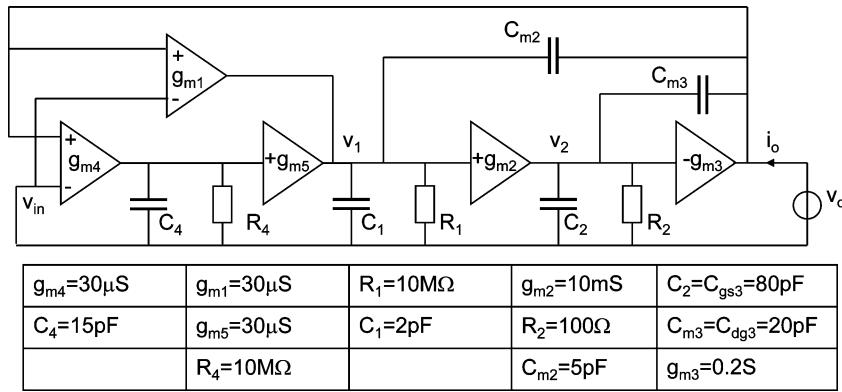 C_m2
C_m3
+
g_m1
-
+
g_m4
-
+g_m5
v_1
+g_m2
v_2
-g_m3
i_o
v_in
C_4
R_4
C_1
R_1
C_2
R_2
g_m4=30μS g_m1=30μS R_1=10MΩ g_m2=10mS C_2=C_gs3=80pF
C_4=15pF g_m5=30μS C_1=2pF R_2=100Ω C_m3=C_dg3=20pF
R_4=10MΩ C_m2=5pF g_m3=0.2S